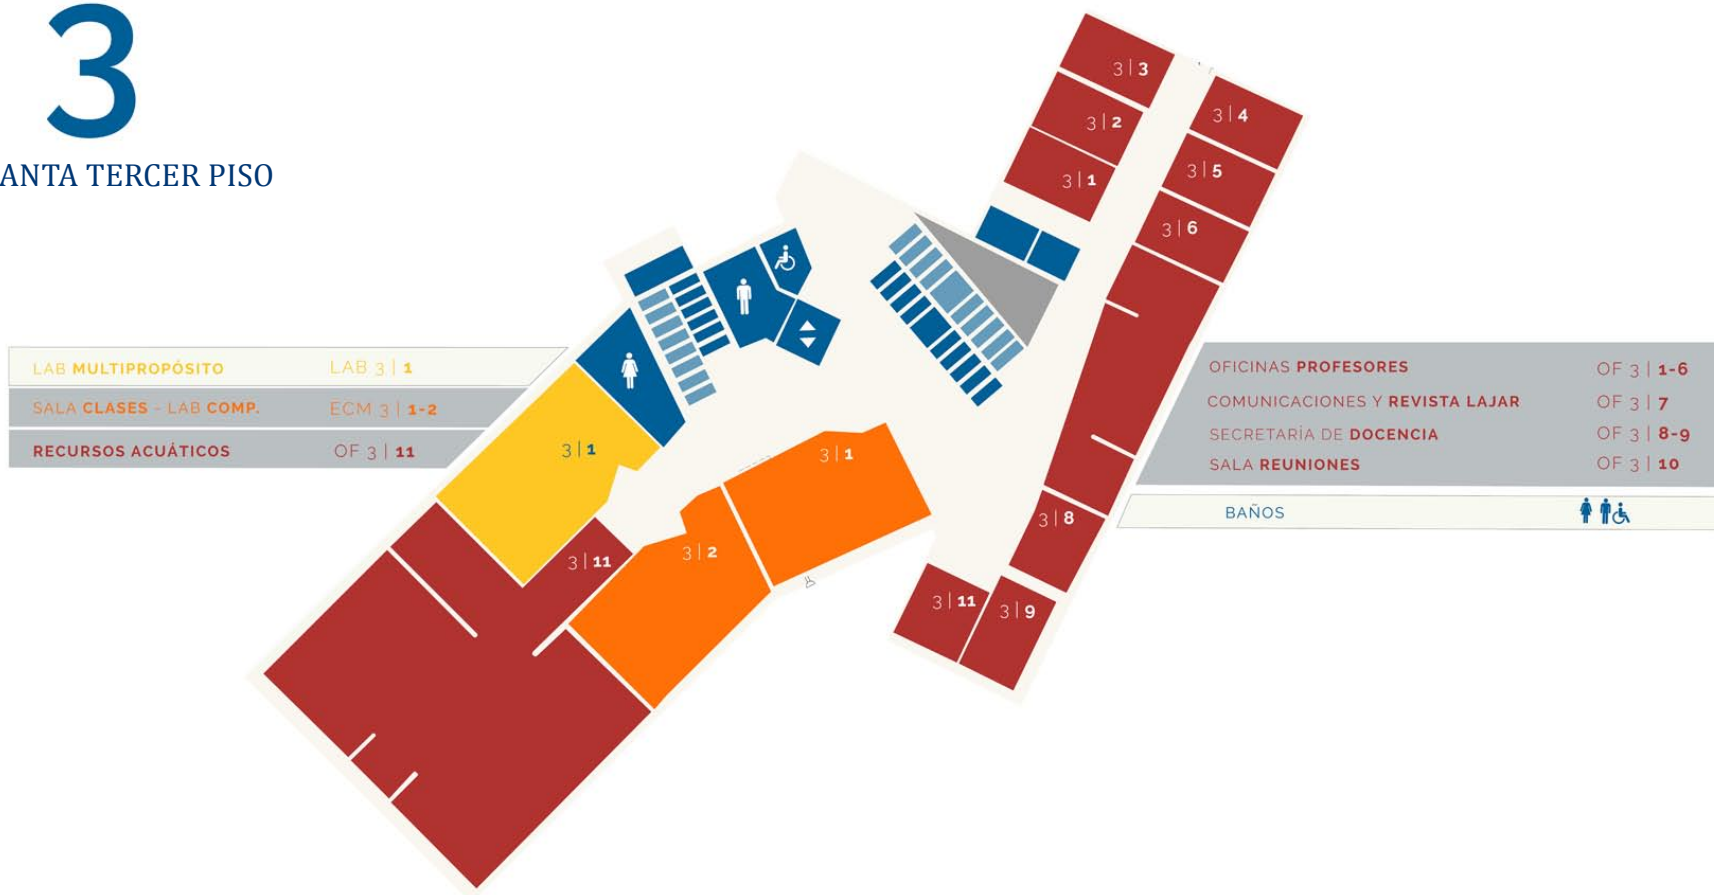 3
ANTA TERCER PISO
3|3
3|2
3|4
3|1
3|5
3|6
LAB MULTIPROPÓSITO LAB 3 | 1
SALA CLASES - LAB COMP. ECM 3 | 1-2
RECURSOS ACUÁTICOS OF 3 | 11
OFICINAS PROFESORES OF 3 | 1-6
COMUNICACIONES Y REVISTA LAJAR OF 3 | 7
SECRETARÍA DE DOCENCIA OF 3 | 8-9
SALA REUNIONES OF 3 | 10
BAÑOS
3|1
3|1
3|2
3|11
3|8
3|11
3|9